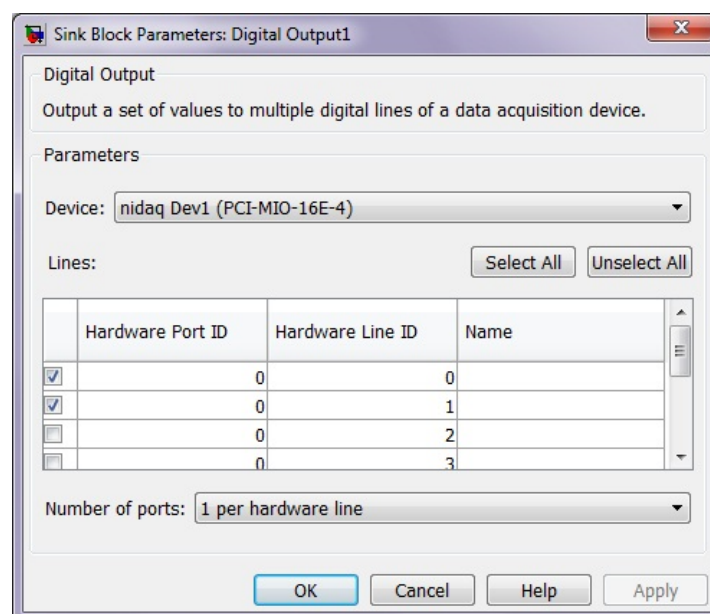 Sink Block Parameters: Digital Output1
Digital Output
Output a set of values to multiple digital lines of a data acquisition device.
Parameters
Device: nidaq Dev1 (PCI-MIO-16E-4)
Lines: Select All Unselect All
Hardware Port ID Hardware Line ID Name
0 0
0 1
0 2
0 3
Number of ports: 1 per hardware line
OK Cancel Help Apply